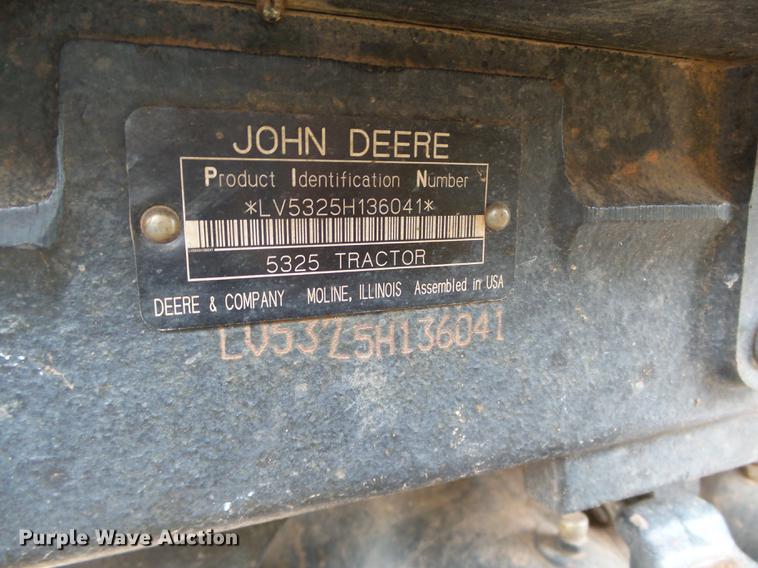 JOHN DEERE
Product Identification Number
*LV5325H136041*
5325 TRACTOR
DEERE & COMPANY MOLINE, ILLINOIS Assembled in USA
LV5325H136041
Purple Wave Auction